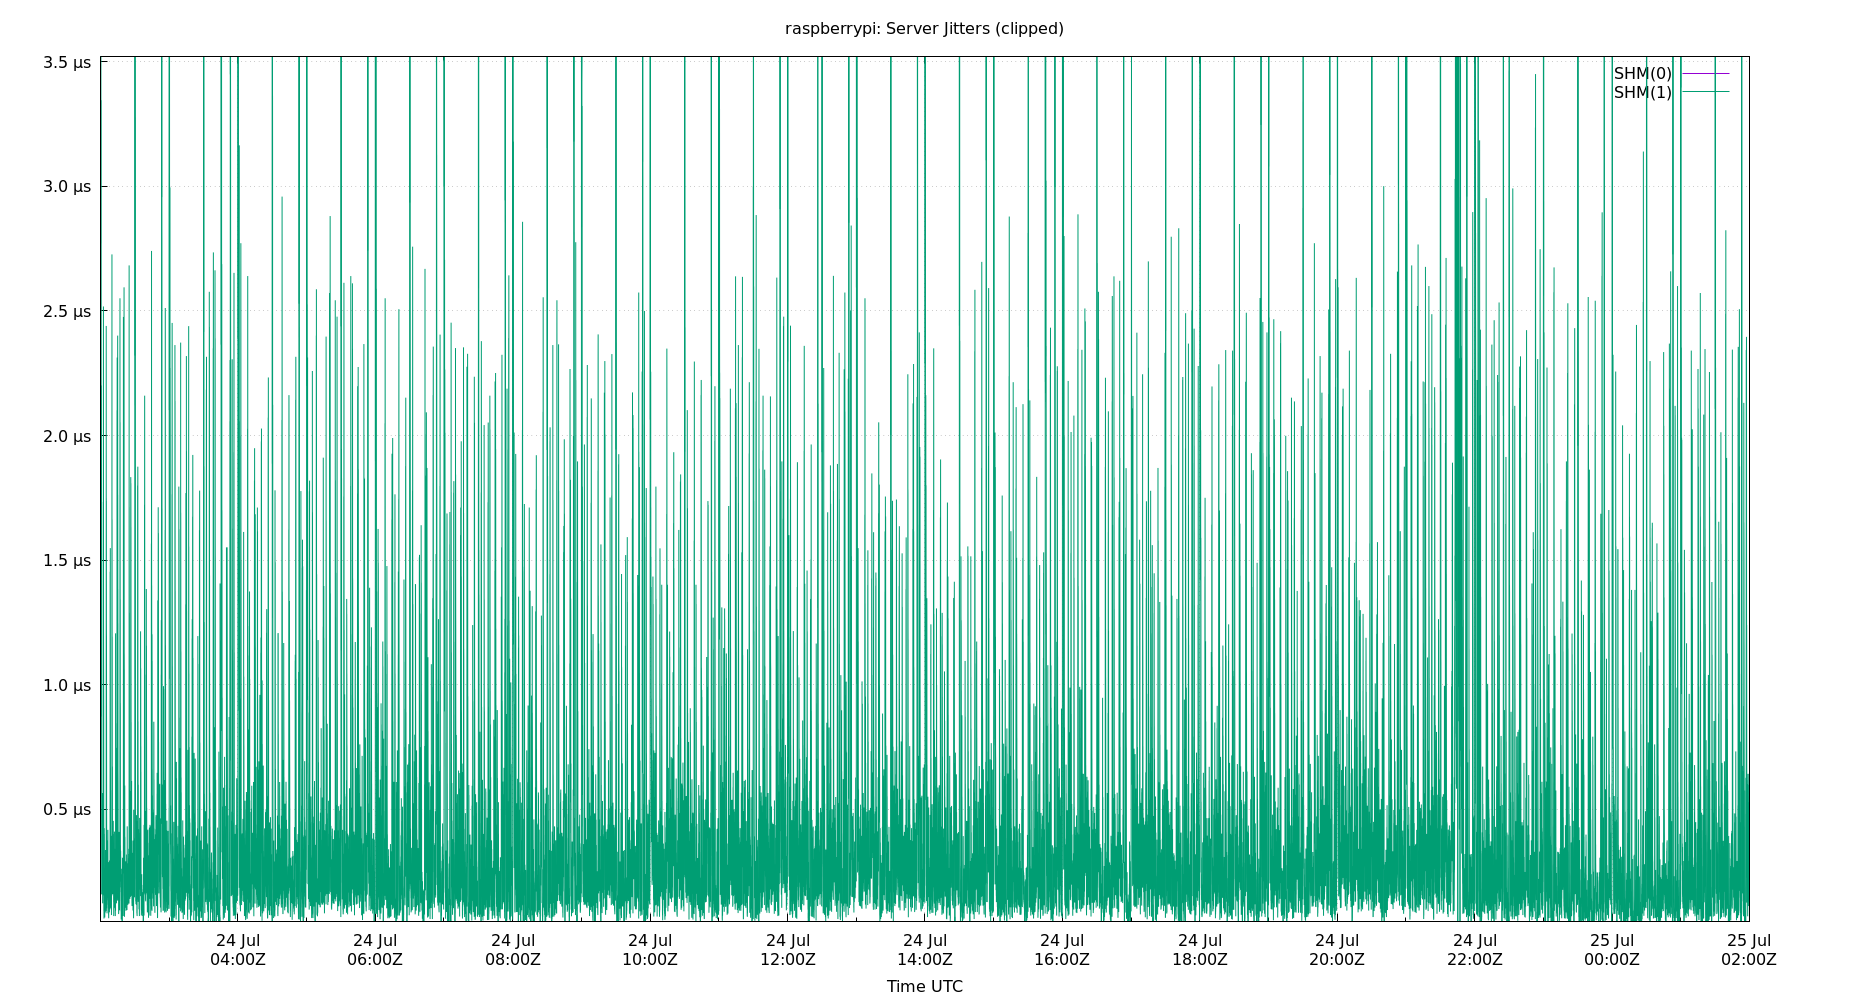 raspberrypi: Server Jitters (clipped)
3.5 µs
3.0 µs
2.5 µs
2.0 µs
1.5 µs
1.0 µs
0.5 µs
SHM(0)
SHM(1)
24 Jul 24 Jul 24 Jul 24 Jul 24 Jul 24 Jul 24 Jul 24 Jul 24 Jul 24 Jul 25 Jul 25 Jul
04:00Z 06:00Z 08:00Z 10:00Z 12:00Z 14:00Z 16:00Z 18:00Z 20:00Z 22:00Z 00:00Z 02:00Z
Time UTC